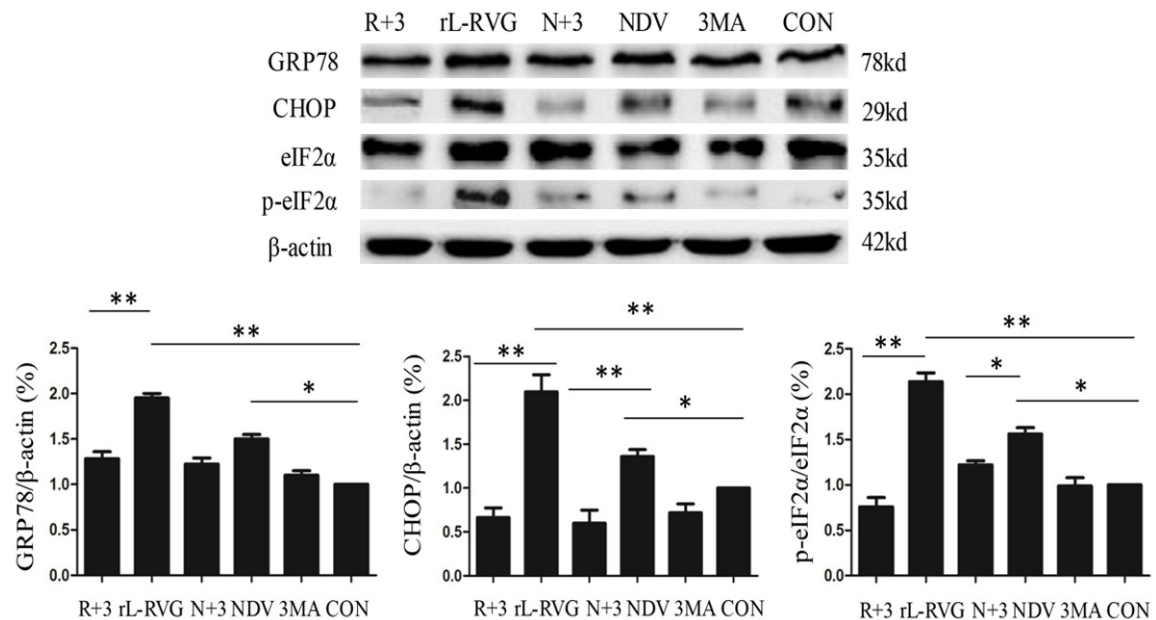 R+3 rL-RVG N+3 NDV 3MA CON
GRP78 78kd
CHOP 29kd
eIF2α 35kd
p-eIF2α 35kd
β-actin 42kd
** **
*
GRP78/β-actin (%)
2.5
2.0
1.5
1.0
0.5
0.0
R+3 rL-RVG N+3 NDV 3MA CON
**
** **
*
CHOP/β-actin (%)
2.5
2.0
1.5
1.0
0.5
0.0
R+3 rL-RVG N+3 NDV 3MA CON
**
** *
*
p-eIF2α/eIF2α (%)
2.5
2.0
1.5
1.0
0.5
0.0
R+3 rL-RVG N+3 NDV 3MA CON